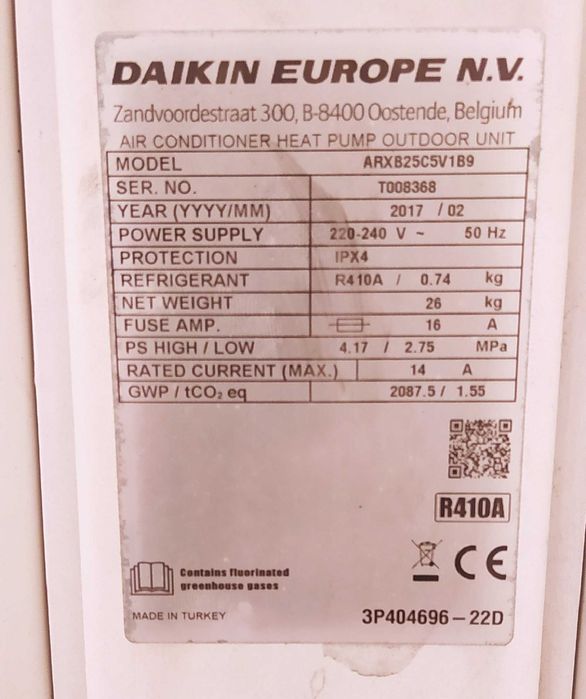 DAIKIN EUROPE N.V.
Zandvoordestraat 300, B-8400 Oostende, Belgium
AIR CONDITIONER HEAT PUMP OUTDOOR UNIT
MODEL ARXB25C5V1B9
SER. NO. T008368
YEAR (YYYY/MM) 2017 / 02
POWER SUPPLY 220-240 V ~ 50 Hz
PROTECTION IPX4
REFRIGERANT R410A / 0.74 kg
NET WEIGHT 26 kg
FUSE AMP. 16 A
PS HIGH / LOW 4.17 / 2.75 MPa
RATED CURRENT (MAX.) 14 A
GWP / tCO₂ eq 2087.5 / 1.55
R410A
CE
Contains fluorinated
greenhouse gases
MADE IN TURKEY 3P404696-22D